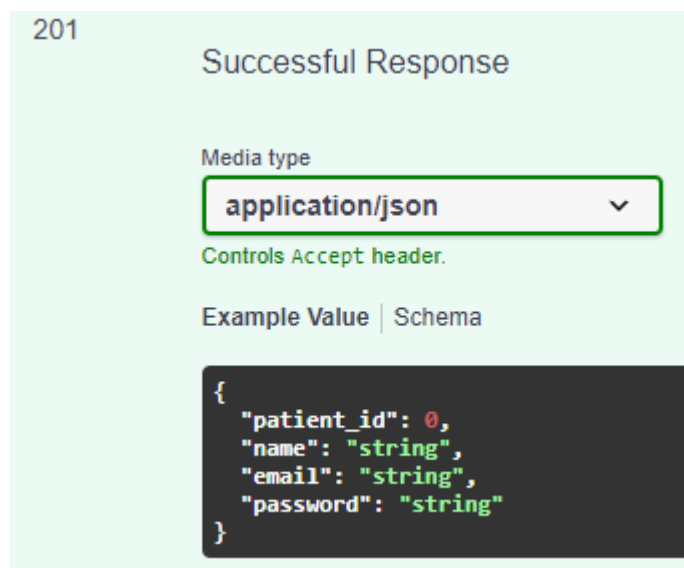 201
Successful Response
Media type
application/json
Controls Accept header.
Example Value | Schema
{
  "patient_id": 0,
  "name": "string",
  "email": "string",
  "password": "string"
}